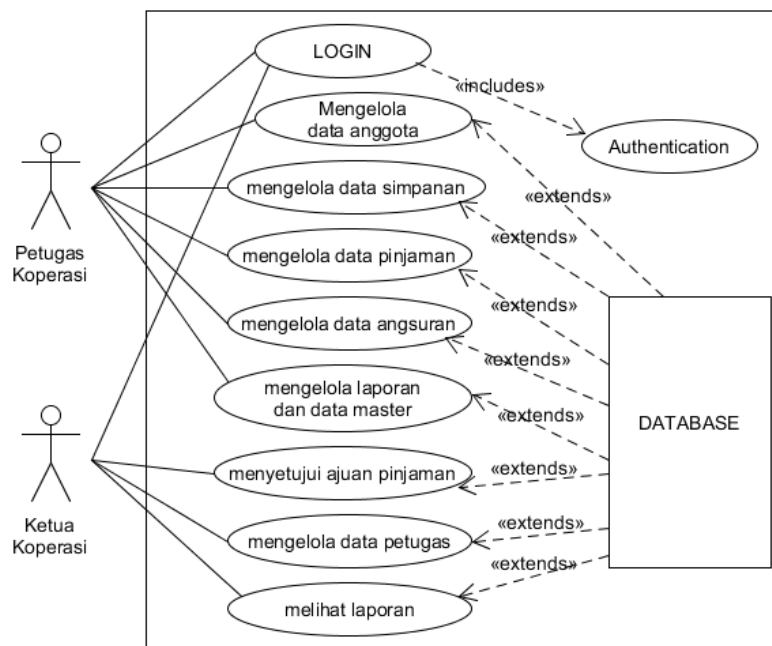 LOGIN
«includes»
Mengelola
data anggota
Authentication
mengelola data simpanan
«extends»
Petugas
Koperasi
«extends»
mengelola data pinjaman
«extends»
mengelola data angsuran
«extends»
mengelola laporan
dan data master
«extends»
DATABASE
menyetujui ajuan pinjaman
«extends»
Ketua
Koperasi
mengelola data petugas
«extends»
«extends»
melihat laporan